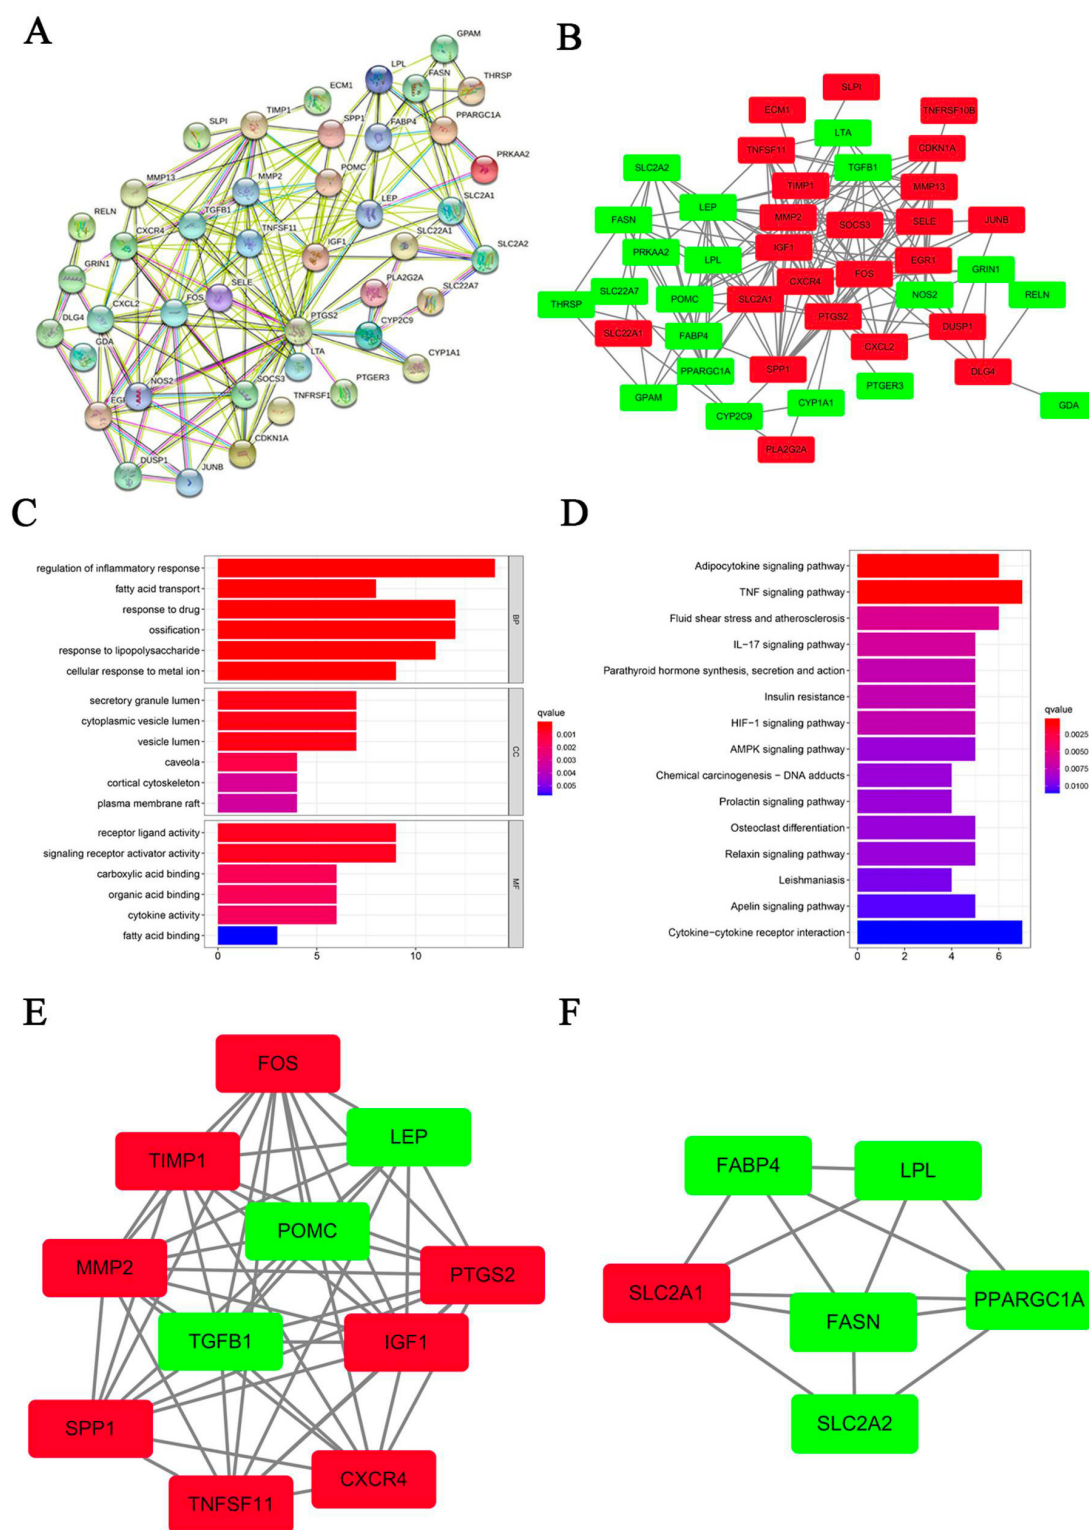 A
GPAM
LPL
FASN
THRSP
ECM1
TIMP1
SPP1
FABP4
PPARGC1A
SLPI
PRKAA2
POMC
MMP13
MMP2
LEP
SLC2A1
RELN
TGFB1
CXCR4
TNFSF11
SLC22A1
IGF1
SLC2A2
GRIN1
PLA2G2A
SELE
CXCL2
FOS
SLC22A7
PTGS2
DLG4
CYP2C9
GDA
LTA
CYP1A1
NOS2
SOCS3
PTGER3
EGR
TNFRSF1
CDKN1A
DUSP1
JUNB
B
SLPI
ECM1
TNFRSF10B
LTA
TNFSF11
CDKN1A
SLC2A2
TGFB1
TIMP1
MMP13
LEP
FASN
MMP2
SOCS3
SELE
JUNB
PRKAA2
IGF1
LPL
EGR1
GRIN1
CXCR4
FOS
SLC22A7
POMC
SLC2A1
NOS2
RELN
THRSP
PTGS2
SLC22A1
FABP4
DUSP1
CXCL2
SPP1
PPARGC1A
DLG4
PTGER3
GPAM
CYP1A1
GDA
CYP2C9
PLA2G2A
C
regulation of inflammatory response
fatty acid transport
response to drug
ossification
response to lipopolysaccharide
cellular response to metal ion
BP
secretory granule lumen
cytoplasmic vesicle lumen
vesicle lumen
caveola
cortical cytoskeleton
plasma membrane raft
CC
receptor ligand activity
signaling receptor activator activity
carboxylic acid binding
organic acid binding
cytokine activity
fatty acid binding
MF
0 5 10
qvalue
0.001
0.002
0.003
0.004
0.005
D
Adipocytokine signaling pathway
TNF signaling pathway
Fluid shear stress and atherosclerosis
IL−17 signaling pathway
Parathyroid hormone synthesis, secretion and action
Insulin resistance
HIF−1 signaling pathway
AMPK signaling pathway
Chemical carcinogenesis − DNA adducts
Prolactin signaling pathway
Osteoclast differentiation
Relaxin signaling pathway
Leishmaniasis
Apelin signaling pathway
Cytokine−cytokine receptor interaction
0 2 4 6
qvalue
0.0025
0.0050
0.0075
0.0100
E
FOS
LEP
TIMP1
POMC
MMP2
PTGS2
TGFB1
IGF1
SPP1
CXCR4
TNFSF11
F
FABP4
LPL
SLC2A1
PPARGC1A
FASN
SLC2A2